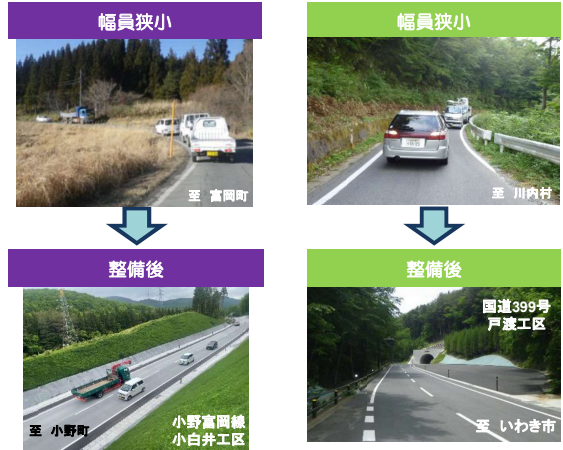 幅員狭小
幅員狭小
至 富岡町
至 川内村
整備後
整備後
国道399号
戸渡工区
小野富岡線
小白井工区
至 小野町
至 いわき市